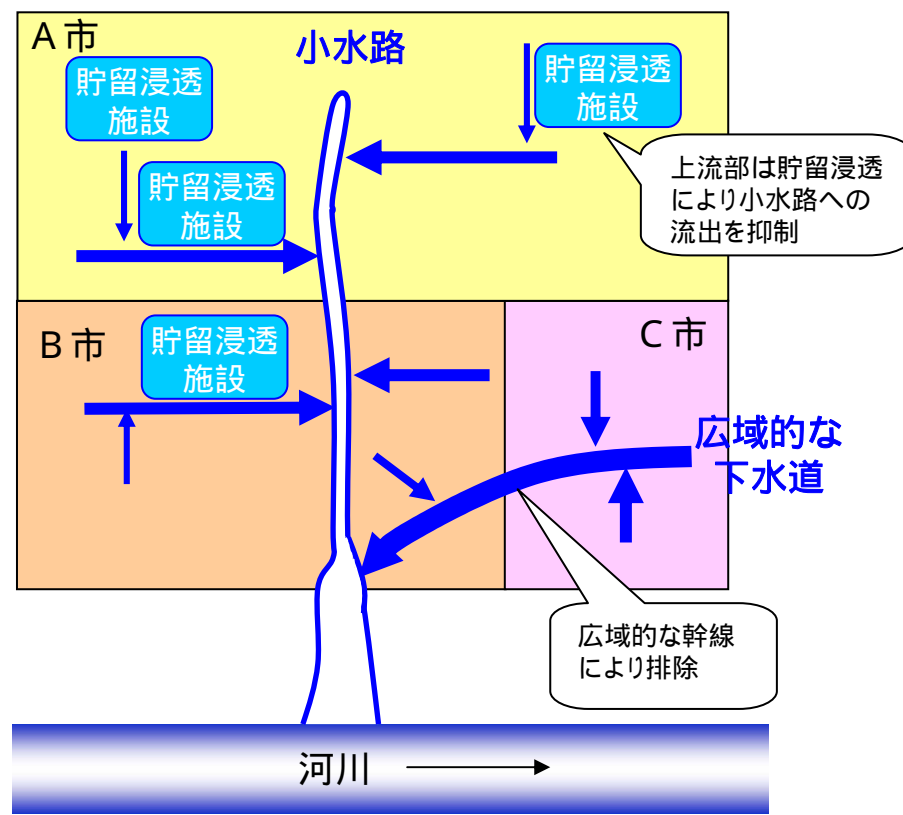 A市
小水路
貯留浸透
施設
貯留浸透
施設
貯留浸透
施設
上流部は貯留浸透
により小水路への
流出を抑制
B市
貯留浸透
施設
C市
広域的な
下水道
広域的な幹線
により排除
河川